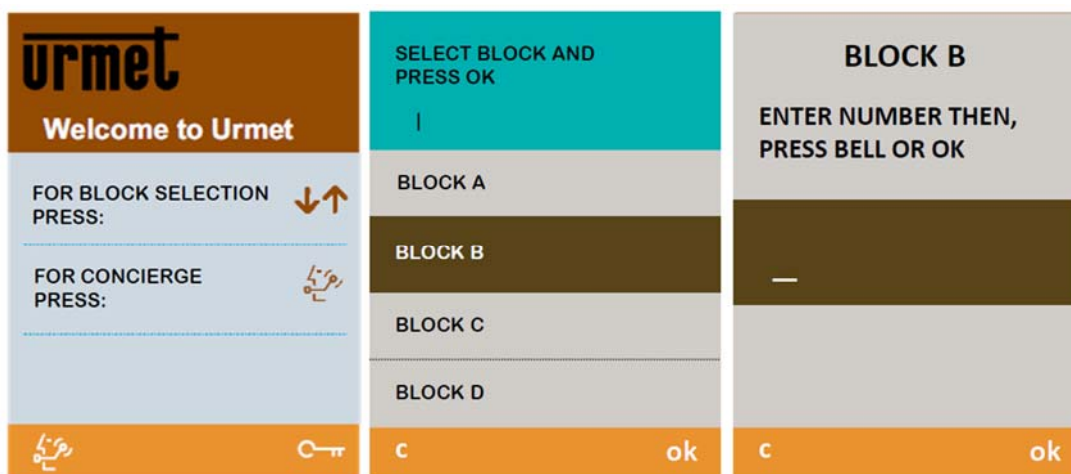 urmet
Welcome to Urmet
FOR BLOCK SELECTION
PRESS:
FOR CONCIERGE
PRESS:
SELECT BLOCK AND
PRESS OK
BLOCK A
BLOCK B
BLOCK C
BLOCK D
c ok
BLOCK B
ENTER NUMBER THEN,
PRESS BELL OR OK
c ok